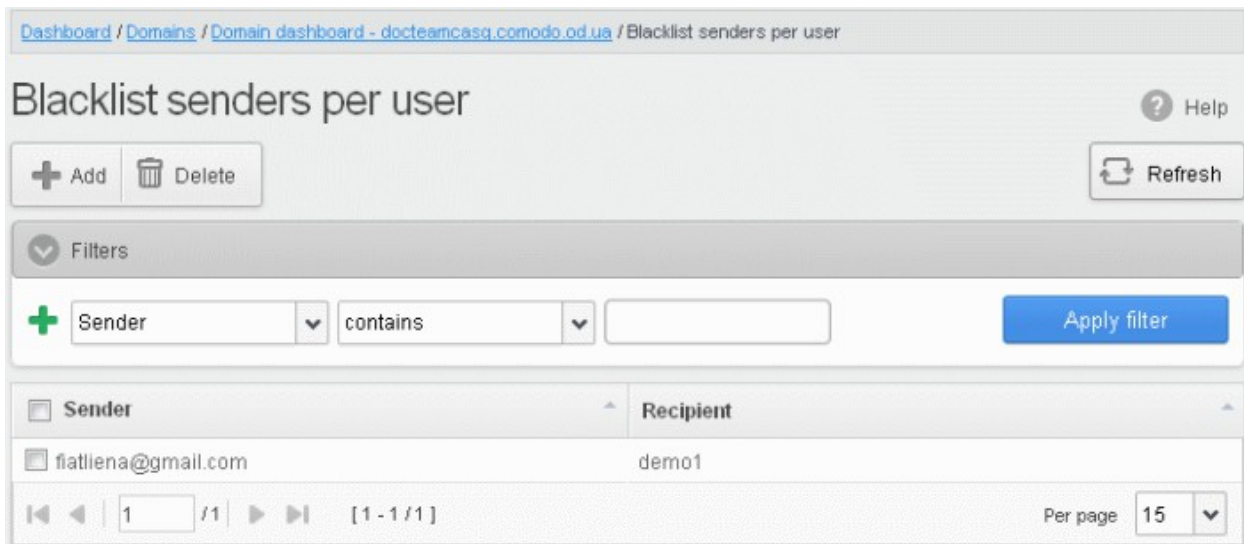 Dashboard / Domains / Domain dashboard - docteamcasg.comodo.od.ua / Blacklist senders per user
Blacklist senders per user
Help
Add Delete
Refresh
Filters
Sender contains Apply filter
Sender Recipient
fiatliena@gmail.com demo1
1 /1 [1 - 1 /1] Per page 15